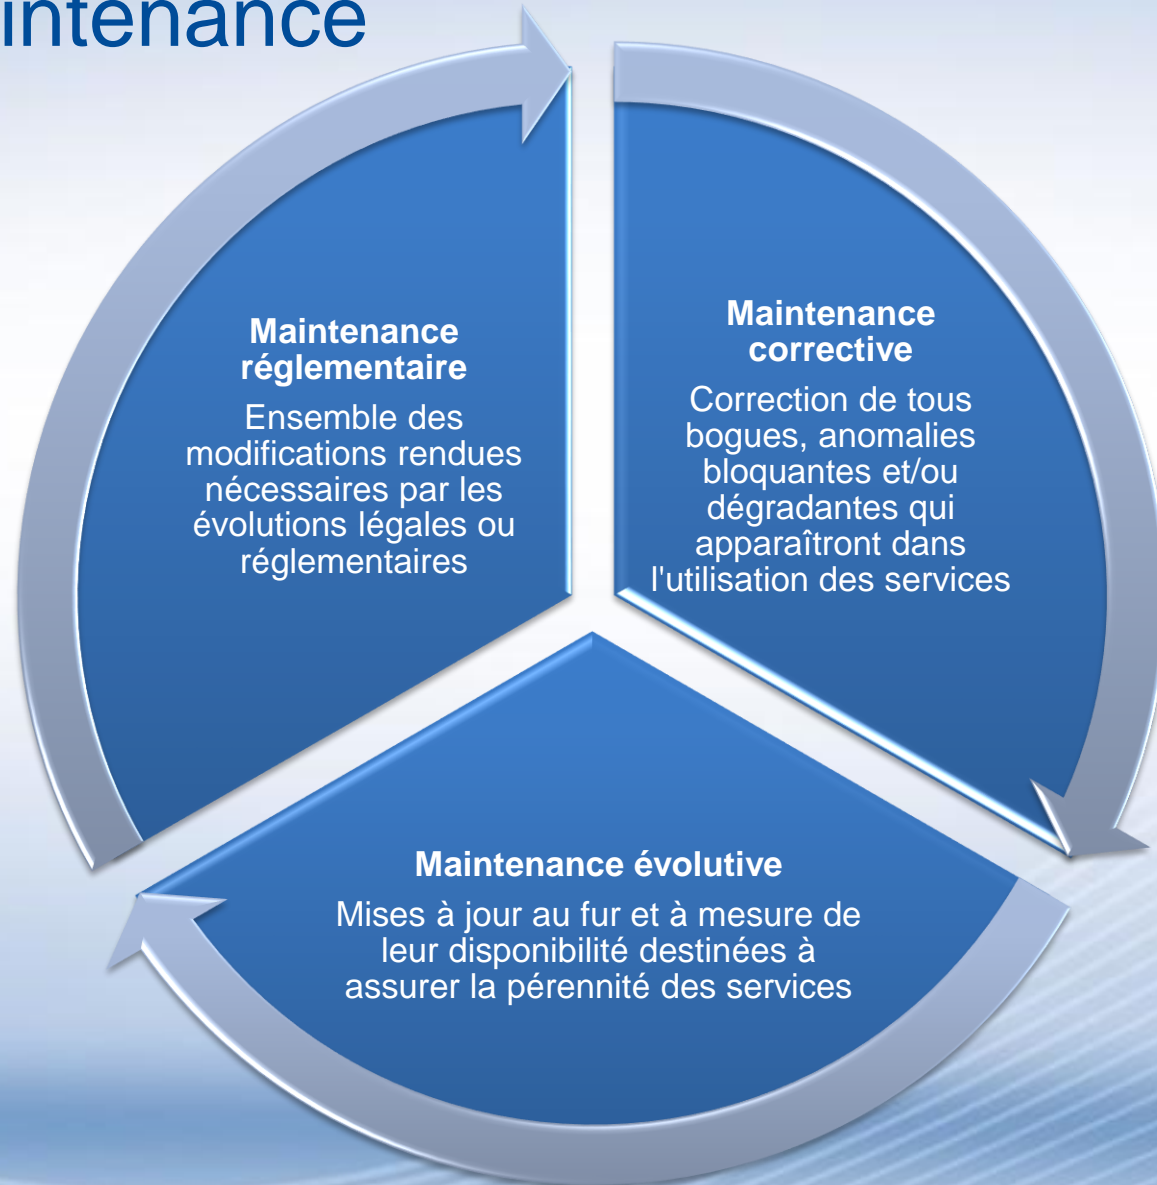 intenance
Maintenance
réglementaire
Ensemble des
modifications rendues
nécessaires par les
évolutions légales ou
réglementaires
Maintenance
corrective
Correction de tous
bogues, anomalies
bloquantes et/ou
dégradantes qui
apparaîtront dans
l'utilisation des services
Maintenance évolutive
Mises à jour au fur et à mesure de
leur disponibilité destinées à
assurer la pérennité des services